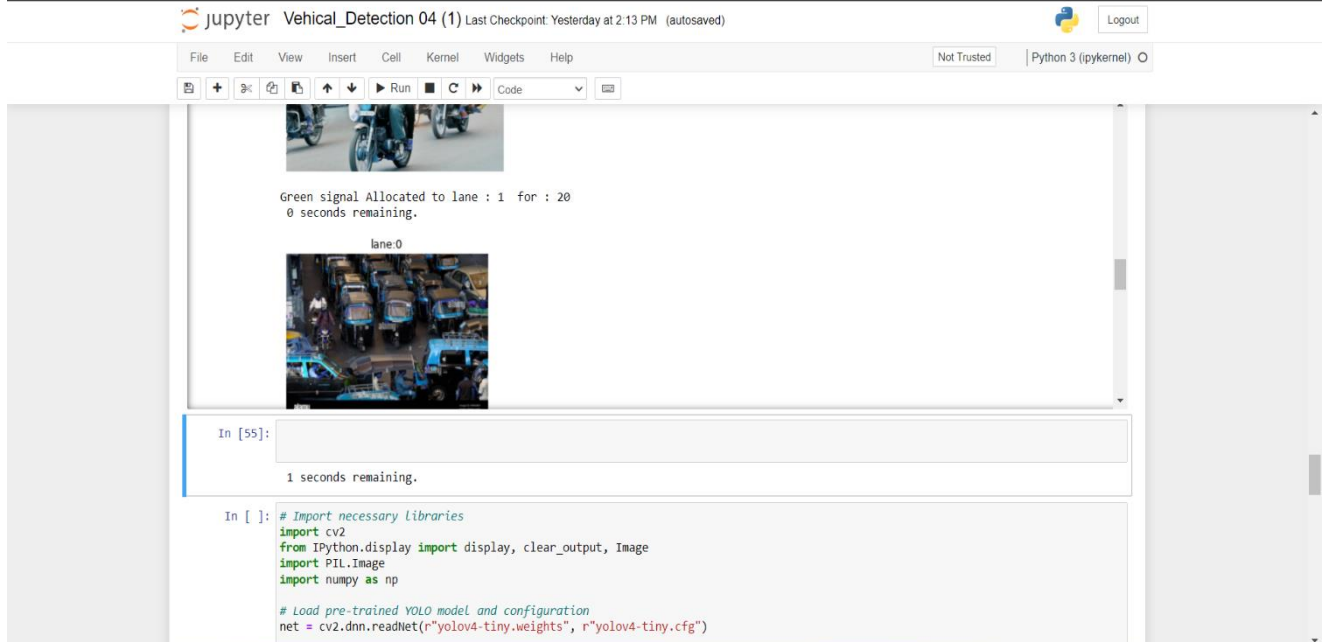 jupyter Vehical_Detection 04 (1) Last Checkpoint: Yesterday at 2:13 PM (autosaved)
Logout
File Edit View Insert Cell Kernel Widgets Help
Not Trusted
Python 3 (ipykernel)
Run
Code
Green signal Allocated to lane : 1 for : 20
0 seconds remaining.
lane:0
In [55]:
1 seconds remaining.
In [ ]: # Import necessary libraries
import cv2
from IPython.display import display, clear_output, Image
import PIL.Image
import numpy as np
# Load pre-trained YOLO model and configuration
net = cv2.dnn.readNet(r"yolov4-tiny.weights", r"yolov4-tiny.cfg")